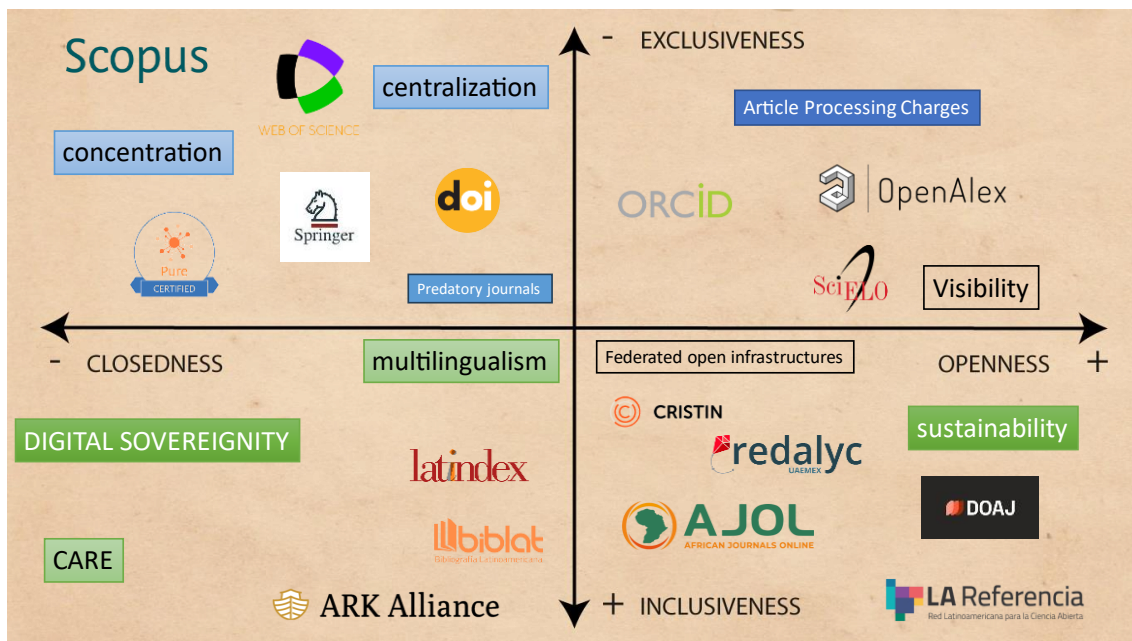 Scopus
WEB OF SCIENCE
centralization
- EXCLUSIVENESS
Article Processing Charges
concentration
Springer
doi
ORCiD
OpenAlex
Pure
CERTIFIED
Predatory journals
SciELO
Visibility
- CLOSEDNESS
multilingualism
Federated open infrastructures
OPENNESS +
DIGITAL SOVEREIGNITY
latindex
CRISTIN
redalyc
UAEMEX
sustainability
biblat
Bibliografía Latinoamericana
AJOL
AFRICAN JOURNALS ONLINE
DOAJ
CARE
ARK Alliance
+ INCLUSIVENESS
LA Referencia
Red Latinoamericana para la Ciencia Abierta